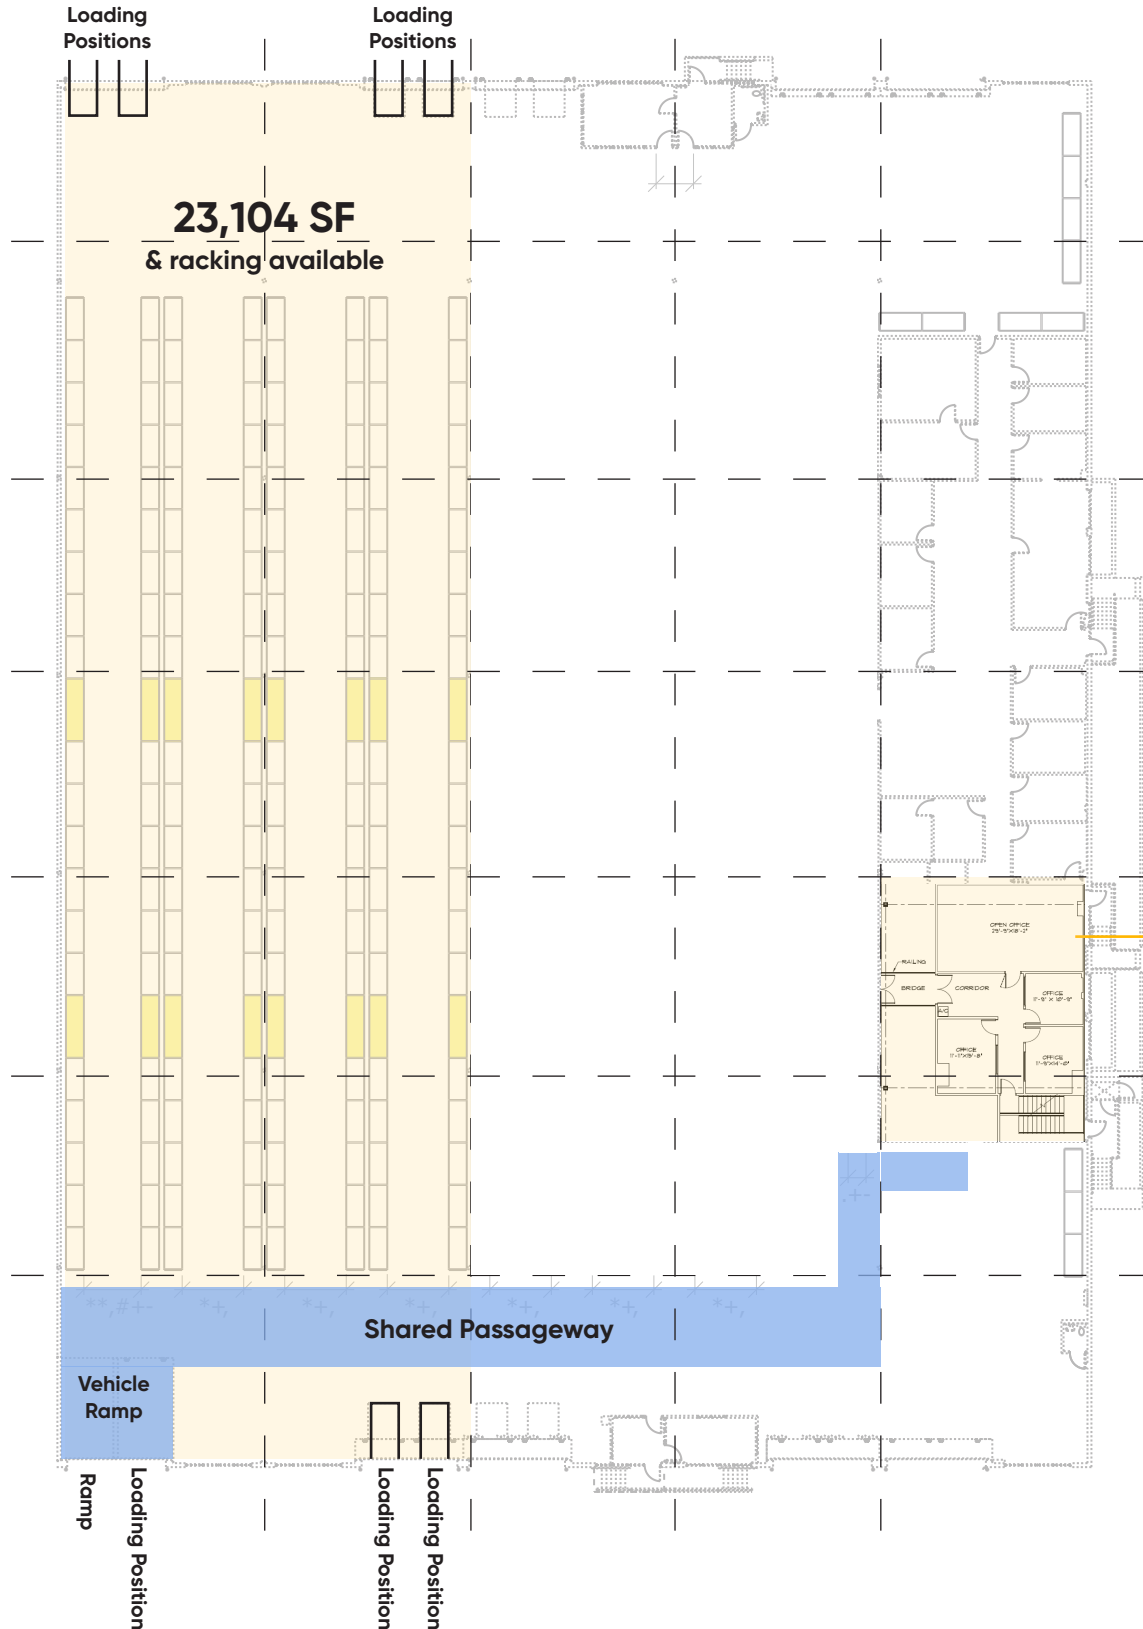 Loading
Positions
Loading
Positions
23,104 SF
& racking available
OPEN OFFICE
RAILING
BRIDGE
CORRIDOR
A/C
OFFICE
OFFICE
OFFICE
Shared Passageway
Vehicle
Ramp
Ramp
Loading Position
Loading Position
Loading Position